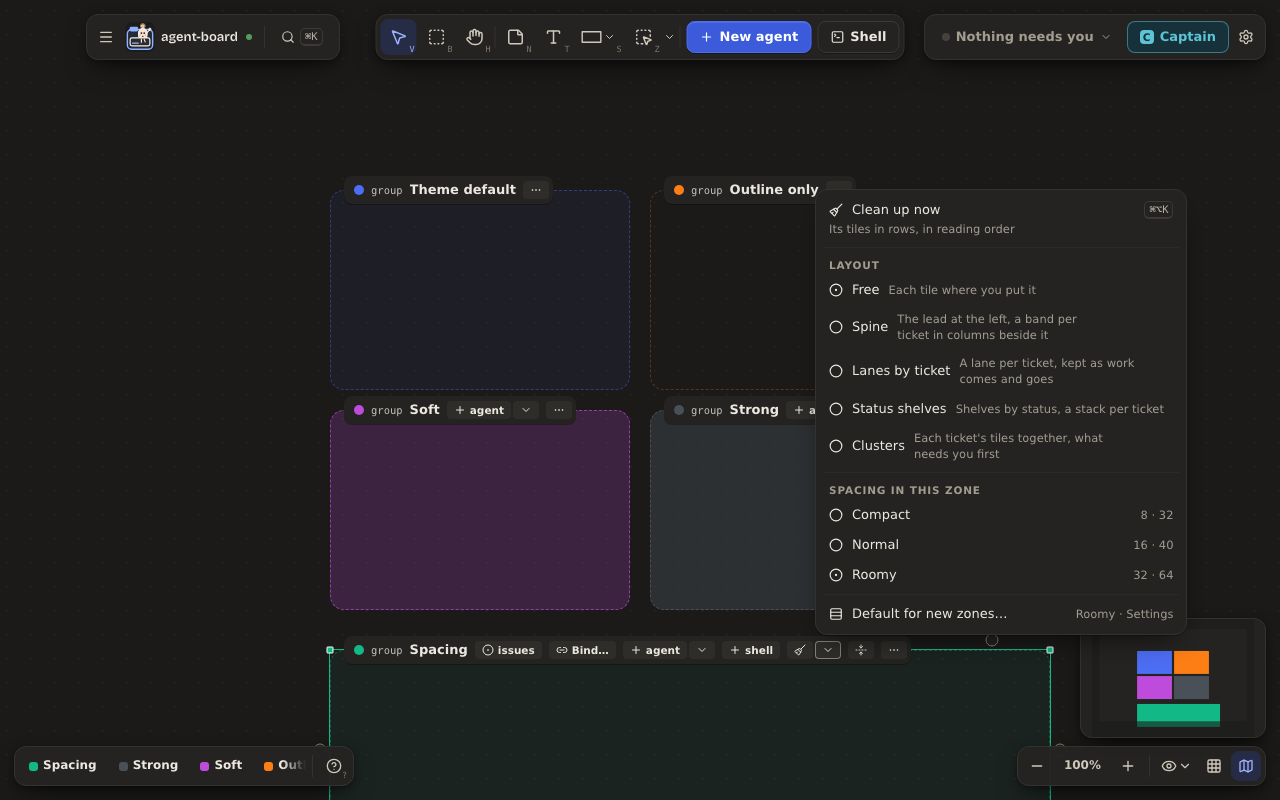 agent-board
⌘K
V
B
H
N
T
S
Z
New agent
Shell
Nothing needs you
C Captain
group Theme default ...
group Outline only
Clean up now ⌘⌥K
Its tiles in rows, in reading order
LAYOUT
Free Each tile where you put it
Spine The lead at the left, a band per
ticket in columns beside it
Lanes by ticket A lane per ticket, kept as work
comes and goes
Status shelves Shelves by status, a stack per ticket
Clusters Each ticket's tiles together, what
needs you first
SPACING IN THIS ZONE
Compact 8 · 32
Normal 16 · 40
Roomy 32 · 64
Default for new zones... Roomy · Settings
group Soft + agent ...
group Strong + a
group Spacing issues Bind... + agent + shell ...
Spacing
Strong
Soft
Out
?
100%